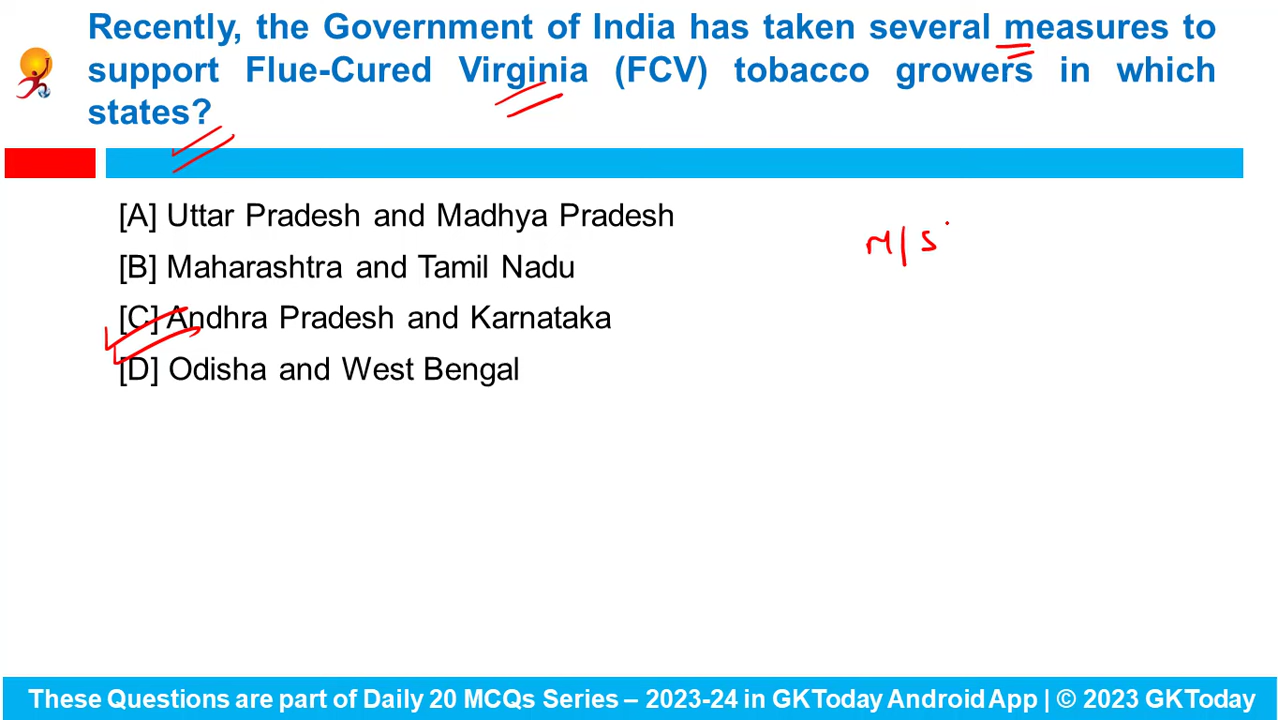 Recently, the Government of India has taken several measures to
support Flue-Cured Virginia (FCV) tobacco growers in which
states?
[A] Uttar Pradesh and Madhya Pradesh
M/S
[B] Maharashtra and Tamil Nadu
[C] Andhra Pradesh and Karnataka
[D] Odisha and West Bengal
These Questions are part of Daily 20 MCQs Series – 2023-24 in GKToday Android App | © 2023 GKToday